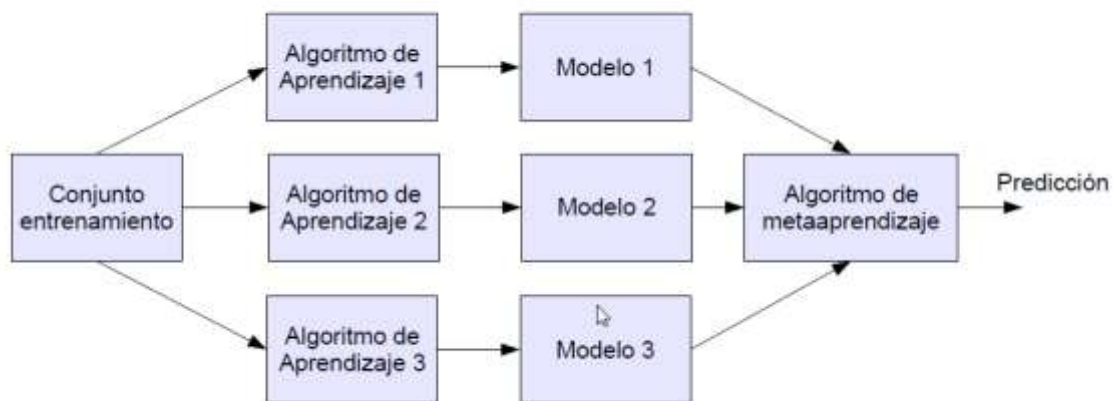 Algoritmo de
Aprendizaje 1
Modelo 1
Conjunto
entrenamiento
Algoritmo de
Aprendizaje 2
Modelo 2
Algoritmo de
metaaprendizaje
Predicción
Algoritmo de
Aprendizaje 3
Modelo 3